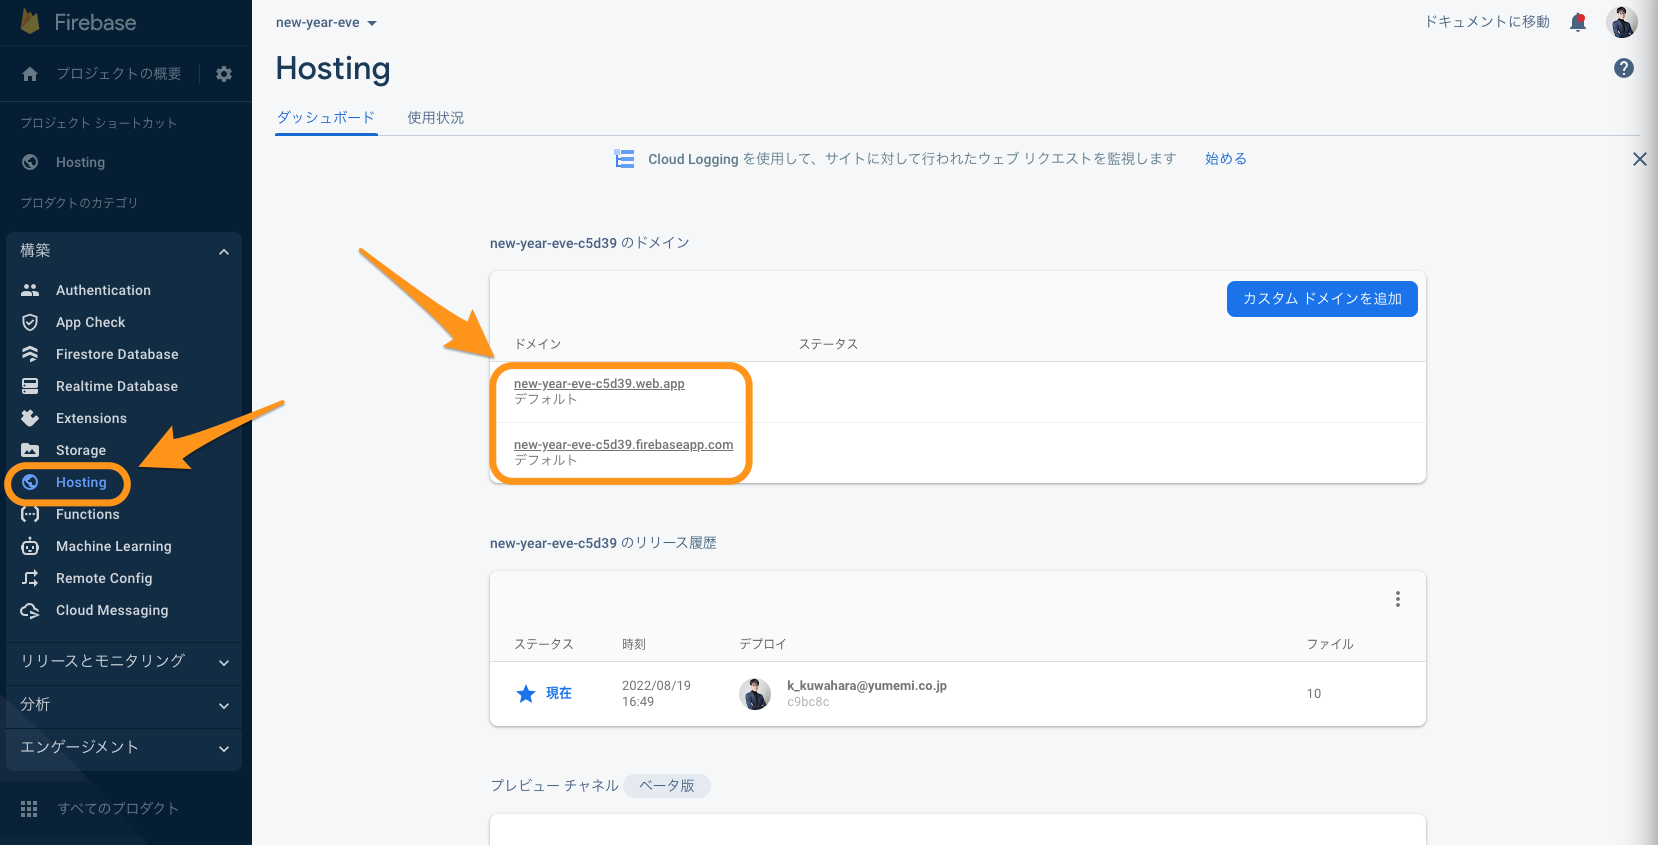 Firebase
プロジェクトの概要
プロジェクト ショートカット
Hosting
プロダクトのカテゴリ
構築
Authentication
App Check
Firestore Database
Realtime Database
Extensions
Storage
Hosting
Functions
Machine Learning
Remote Config
Cloud Messaging
リリースとモニタリング
分析
エンゲージメント
すべてのプロダクト
new-year-eve
ドキュメントに移動
Hosting
ダッシュボード 使用状況
Cloud Logging を使用して、サイトに対して行われたウェブ リクエストを監視します 始める
new-year-eve-c5d39 のドメイン
カスタム ドメインを追加
ドメイン ステータス
new-year-eve-c5d39.web.app
デフォルト
new-year-eve-c5d39.firebaseapp.com
デフォルト
new-year-eve-c5d39 のリリース履歴
ステータス 時刻 デプロイ ファイル
現在 2022/08/19 16:49 k_kuwahara@yumemi.co.jp c9bc8c 10
プレビュー チャネル ベータ版